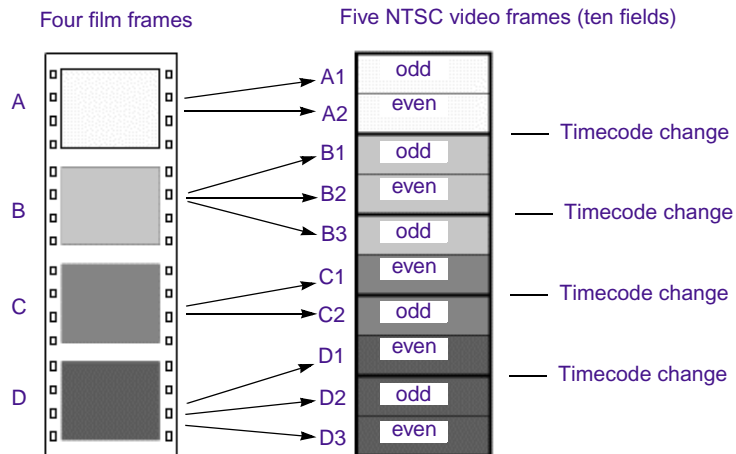 Four film frames
Five NTSC video frames (ten fields)
A
B
C
D
A1
A2
B1
B2
B3
C1
C2
D1
D2
D3
odd
even
odd
even
odd
even
odd
even
odd
even
Timecode change
Timecode change
Timecode change
Timecode change